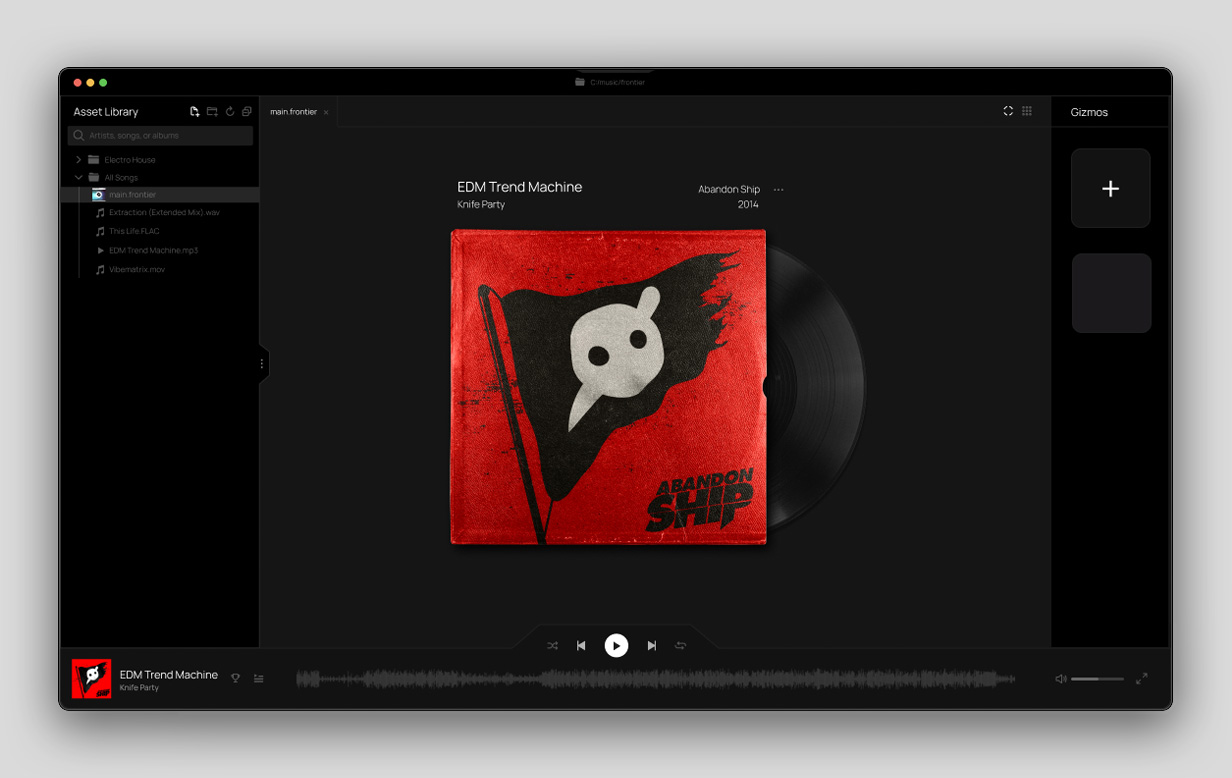 C:/music/frontier
Asset Library
Artists, songs, or albums
Electro House
All Songs
main.frontier
Extraction (Extended Mix).wav
This Life.FLAC
EDM Trend Machine.mp3
Vibematrix.mov
main.frontier ×
Gizmos
EDM Trend Machine
Knife Party
Abandon Ship
2014
ABANDON
SHIP
EDM Trend Machine
Knife Party